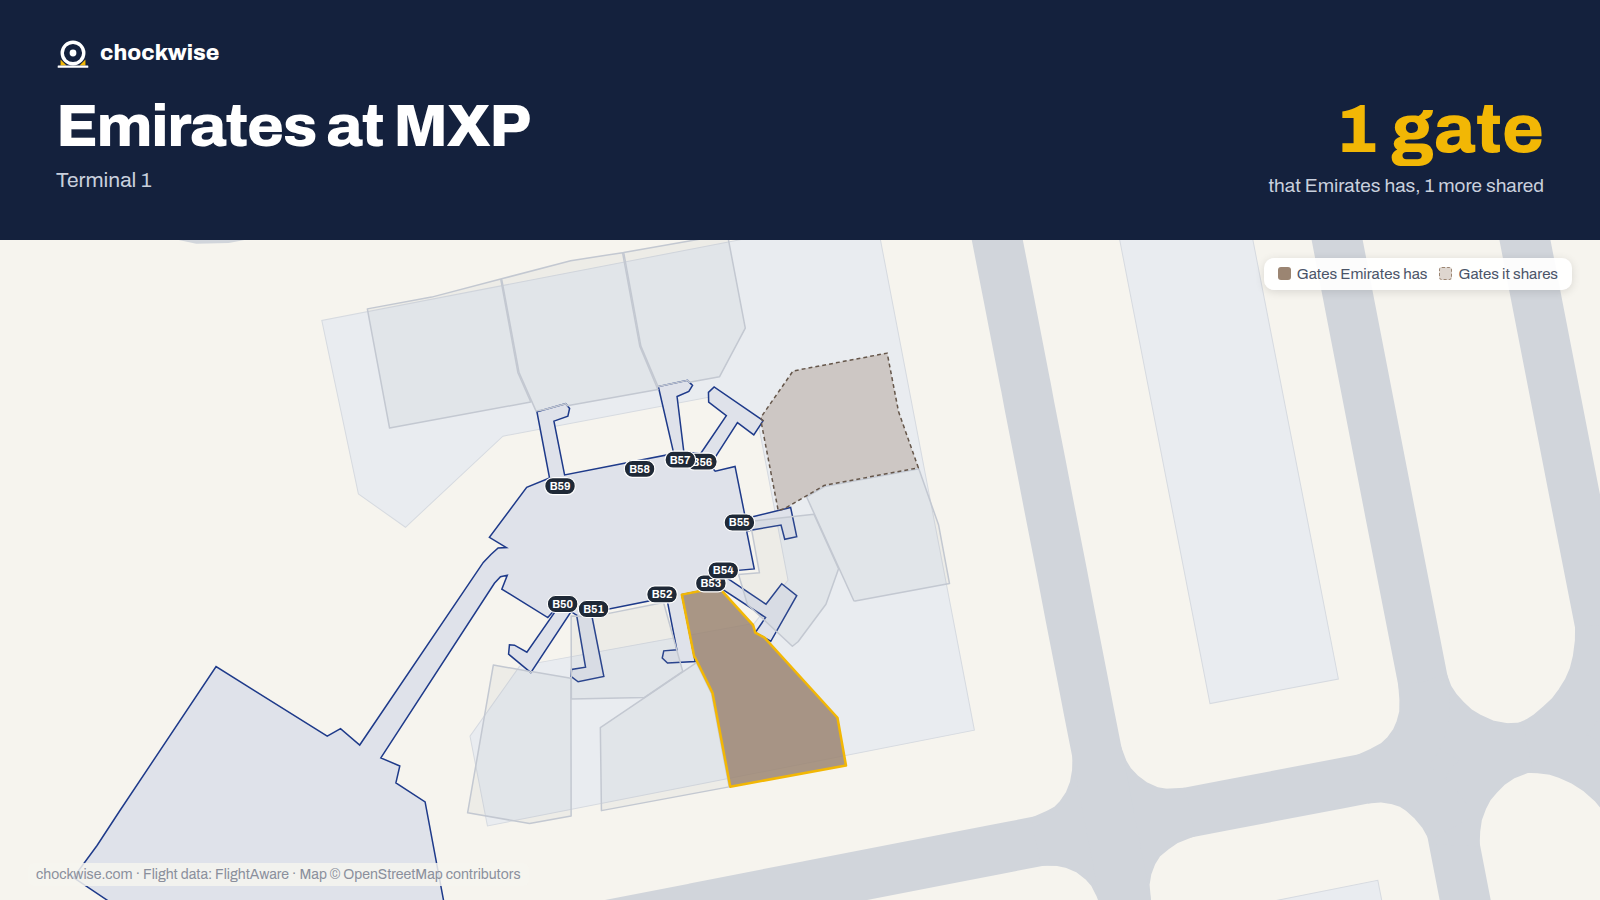 chockwise
Emirates at MXP
Terminal 1
1 gate
that Emirates has, 1 more shared
Gates Emirates has
Gates it shares
B57
B56
B58
B59
B55
B54
B53
B52
B50
B51
chockwise.com · Flight data: FlightAware · Map © OpenStreetMap contributors